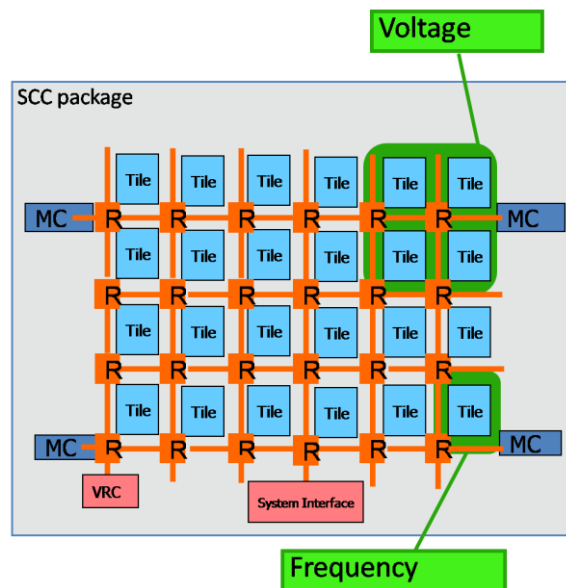 Voltage
SCC package
Tile Tile Tile Tile Tile Tile
MC R R R R R R MC
Tile Tile Tile Tile Tile Tile
R R R R R R
Tile Tile Tile Tile Tile Tile
R R R R R R
Tile Tile Tile Tile Tile Tile
MC R R R R R R MC
VRC System Interface
Frequency